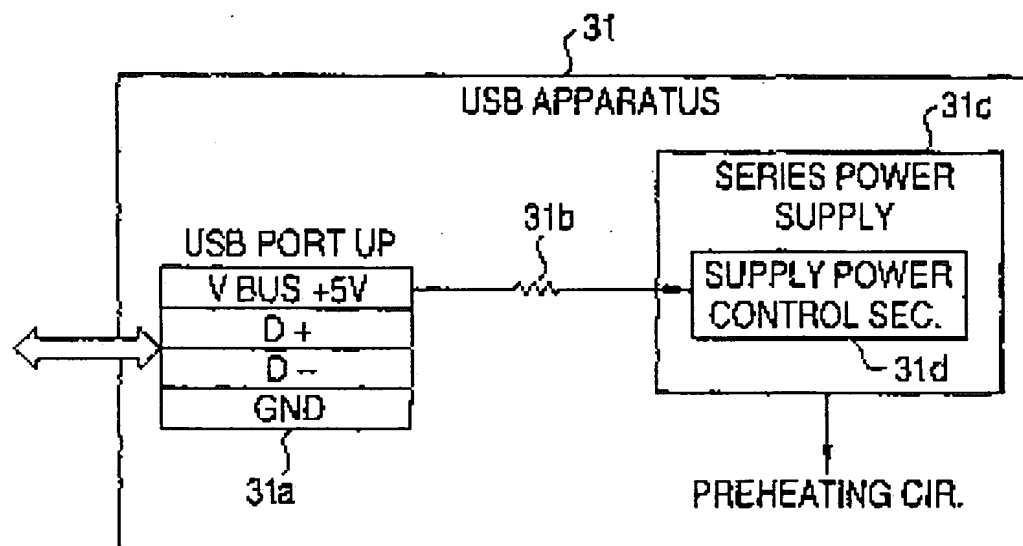 31
USB APPARATUS
31c
SERIES POWER
SUPPLY
31b
USB PORT UP
V BUS +5V
SUPPLY POWER
CONTROL SEC.
D +
D -
31d
GND
31a
PREHEATING CIR.